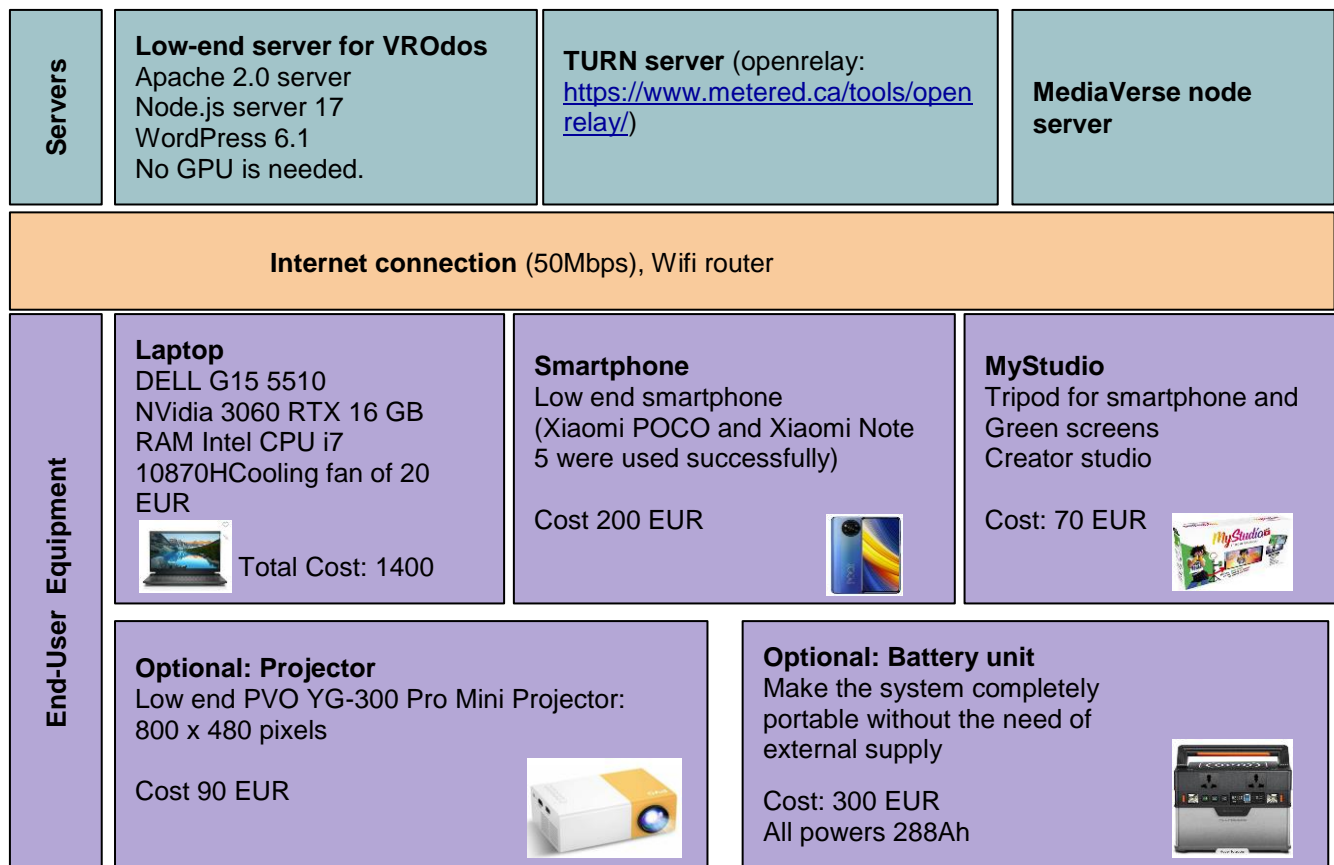 Servers
Low-end server for VROdos
Apache 2.0 server
Node.js server 17
WordPress 6.1
No GPU is needed.
TURN server (openrelay:
https://www.metered.ca/tools/open
relay/)
MediaVerse node
server
Internet connection (50Mbps), Wifi router
End-User Equipment
Laptop
DELL G15 5510
NVidia 3060 RTX 16 GB
RAM Intel CPU i7
10870HCooling fan of 20
EUR
Total Cost: 1400
Smartphone
Low end smartphone
(Xiaomi POCO and Xiaomi Note
5 were used successfully)
Cost 200 EUR
POCO
MyStudio
Tripod for smartphone and
Green screens
Creator studio
Cost: 70 EUR
MyStudio
Optional: Projector
Low end PVO YG-300 Pro Mini Projector:
800 x 480 pixels
Cost 90 EUR
Optional: Battery unit
Make the system completely
portable without the need of
external supply
Cost: 300 EUR
All powers 288Ah